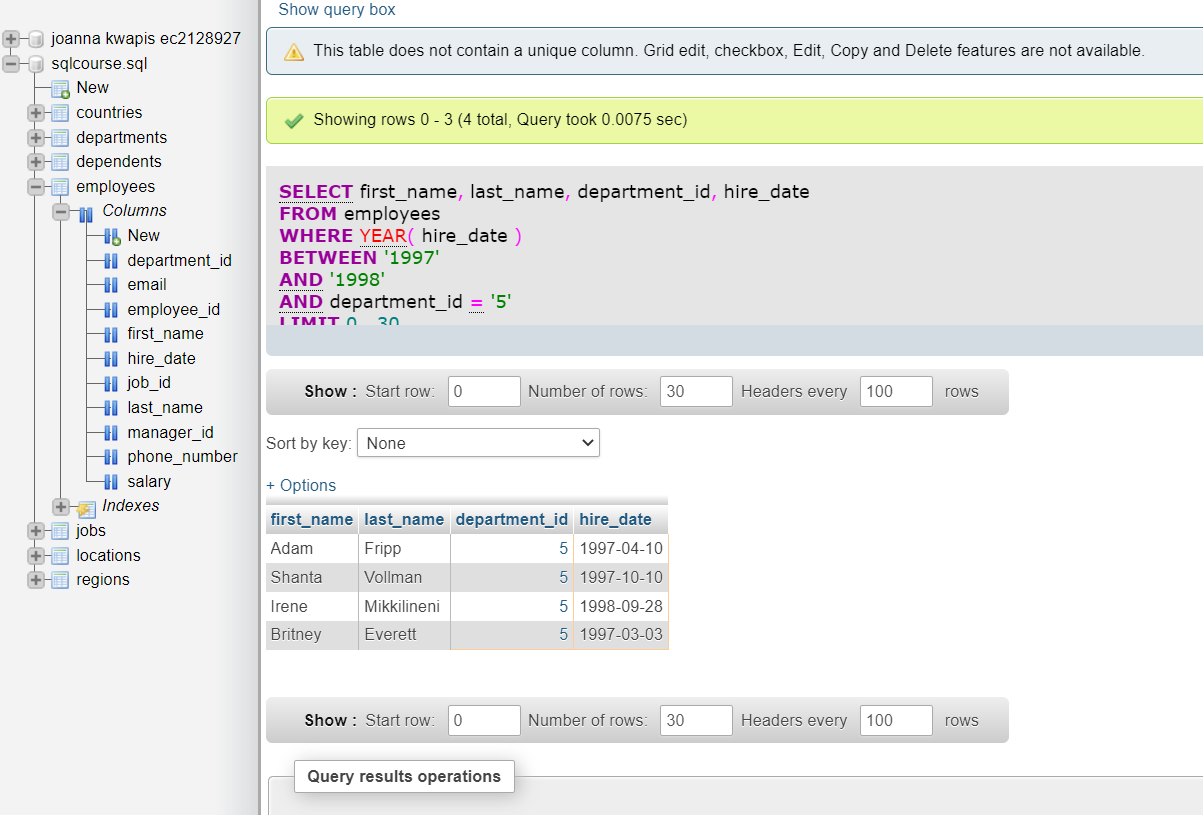 joanna kwapis ec2128927
sqlcourse.sql
New
countries
departments
dependents
employees
Columns
New
department_id
email
employee_id
first_name
hire_date
job_id
last_name
manager_id
phone_number
salary
Indexes
jobs
locations
regions
Show query box
This table does not contain a unique column. Grid edit, checkbox, Edit, Copy and Delete features are not available.
Showing rows 0 - 3 (4 total, Query took 0.0075 sec)
SELECT first_name, last_name, department_id, hire_date
FROM employees
WHERE YEAR( hire_date )
BETWEEN '1997'
AND '1998'
AND department_id = '5'
LIMIT 0 , 30
Show : Start row: 0 Number of rows: 30 Headers every 100 rows
Sort by key: None
+ Options
first_name last_name department_id hire_date
Adam Fripp 5 1997-04-10
Shanta Vollman 5 1997-10-10
Irene Mikkilineni 5 1998-09-28
Britney Everett 5 1997-03-03
Show : Start row: 0 Number of rows: 30 Headers every 100 rows
Query results operations